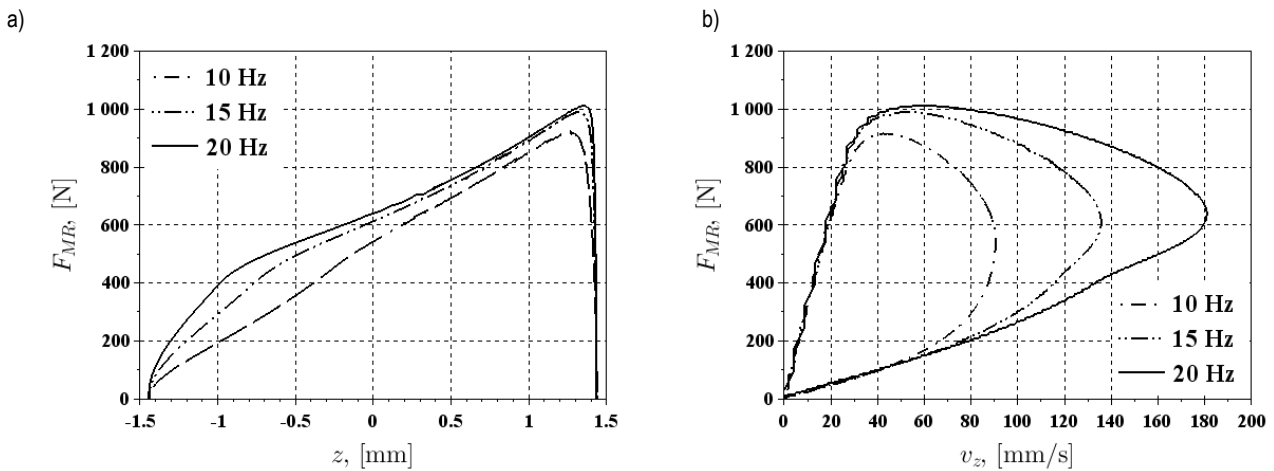 a)
1 200
1 000
800
600
400
200
0
F_MR, [N]
10 Hz
15 Hz
20 Hz
-1.5 -1 -0.5 0 0.5 1 1.5
z, [mm]
b)
1 200
1 000
800
600
400
200
0
F_MR, [N]
10 Hz
15 Hz
20 Hz
0 20 40 60 80 100 120 140 160 180 200
v_z, [mm/s]